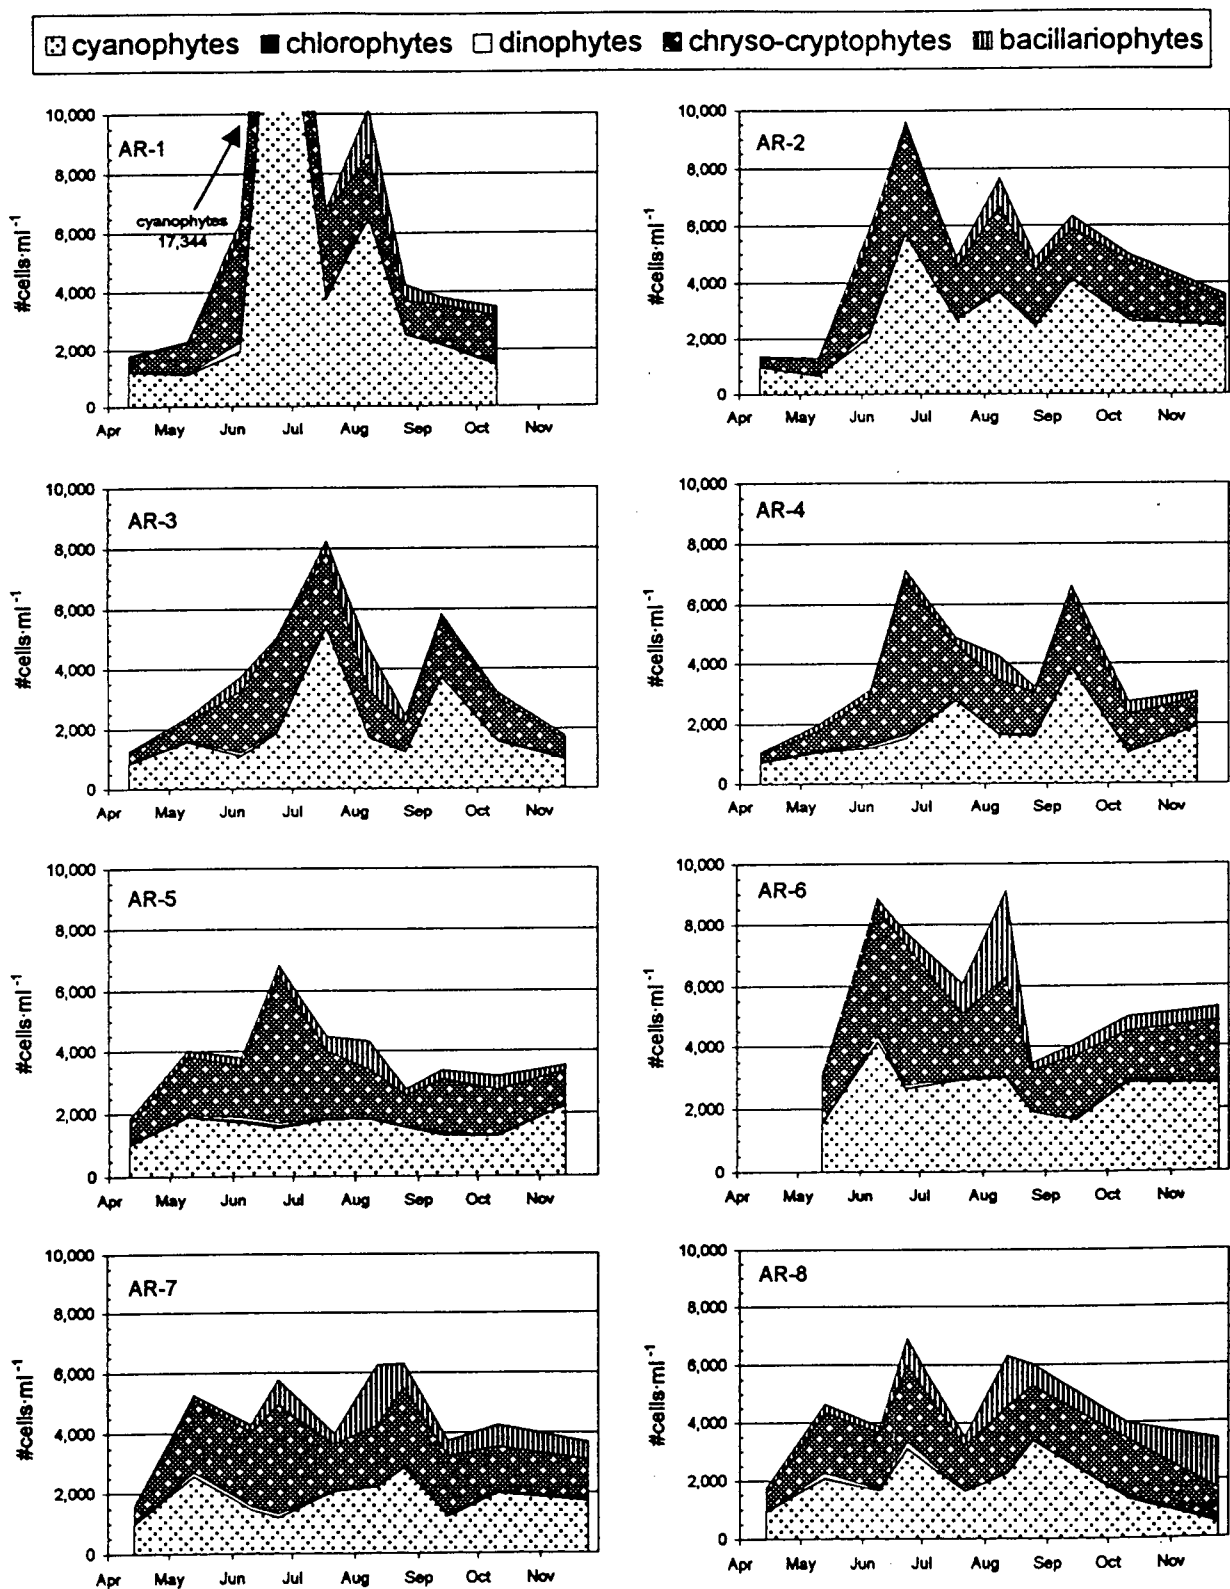 cyanophytes chlorophytes dinophytes chryso-cryptophytes bacillariophytes
AR-1
#cells·ml⁻¹
10,000
8,000
6,000
4,000
2,000
0
cyanophytes
17,344
Apr May Jun Jul Aug Sep Oct Nov
AR-2
#cells·ml⁻¹
10,000
8,000
6,000
4,000
2,000
0
Apr May Jun Jul Aug Sep Oct Nov
AR-3
#cells·ml⁻¹
10,000
8,000
6,000
4,000
2,000
0
Apr May Jun Jul Aug Sep Oct Nov
AR-4
#cells·ml⁻¹
10,000
8,000
6,000
4,000
2,000
0
Apr May Jun Jul Aug Sep Oct Nov
AR-5
#cells·ml⁻¹
10,000
8,000
6,000
4,000
2,000
0
Apr May Jun Jul Aug Sep Oct Nov
AR-6
#cells·ml⁻¹
10,000
8,000
6,000
4,000
2,000
0
Apr May Jun Jul Aug Sep Oct Nov
AR-7
#cells·ml⁻¹
10,000
8,000
6,000
4,000
2,000
0
Apr May Jun Jul Aug Sep Oct Nov
AR-8
#cells·ml⁻¹
10,000
8,000
6,000
4,000
2,000
0
Apr May Jun Jul Aug Sep Oct Nov